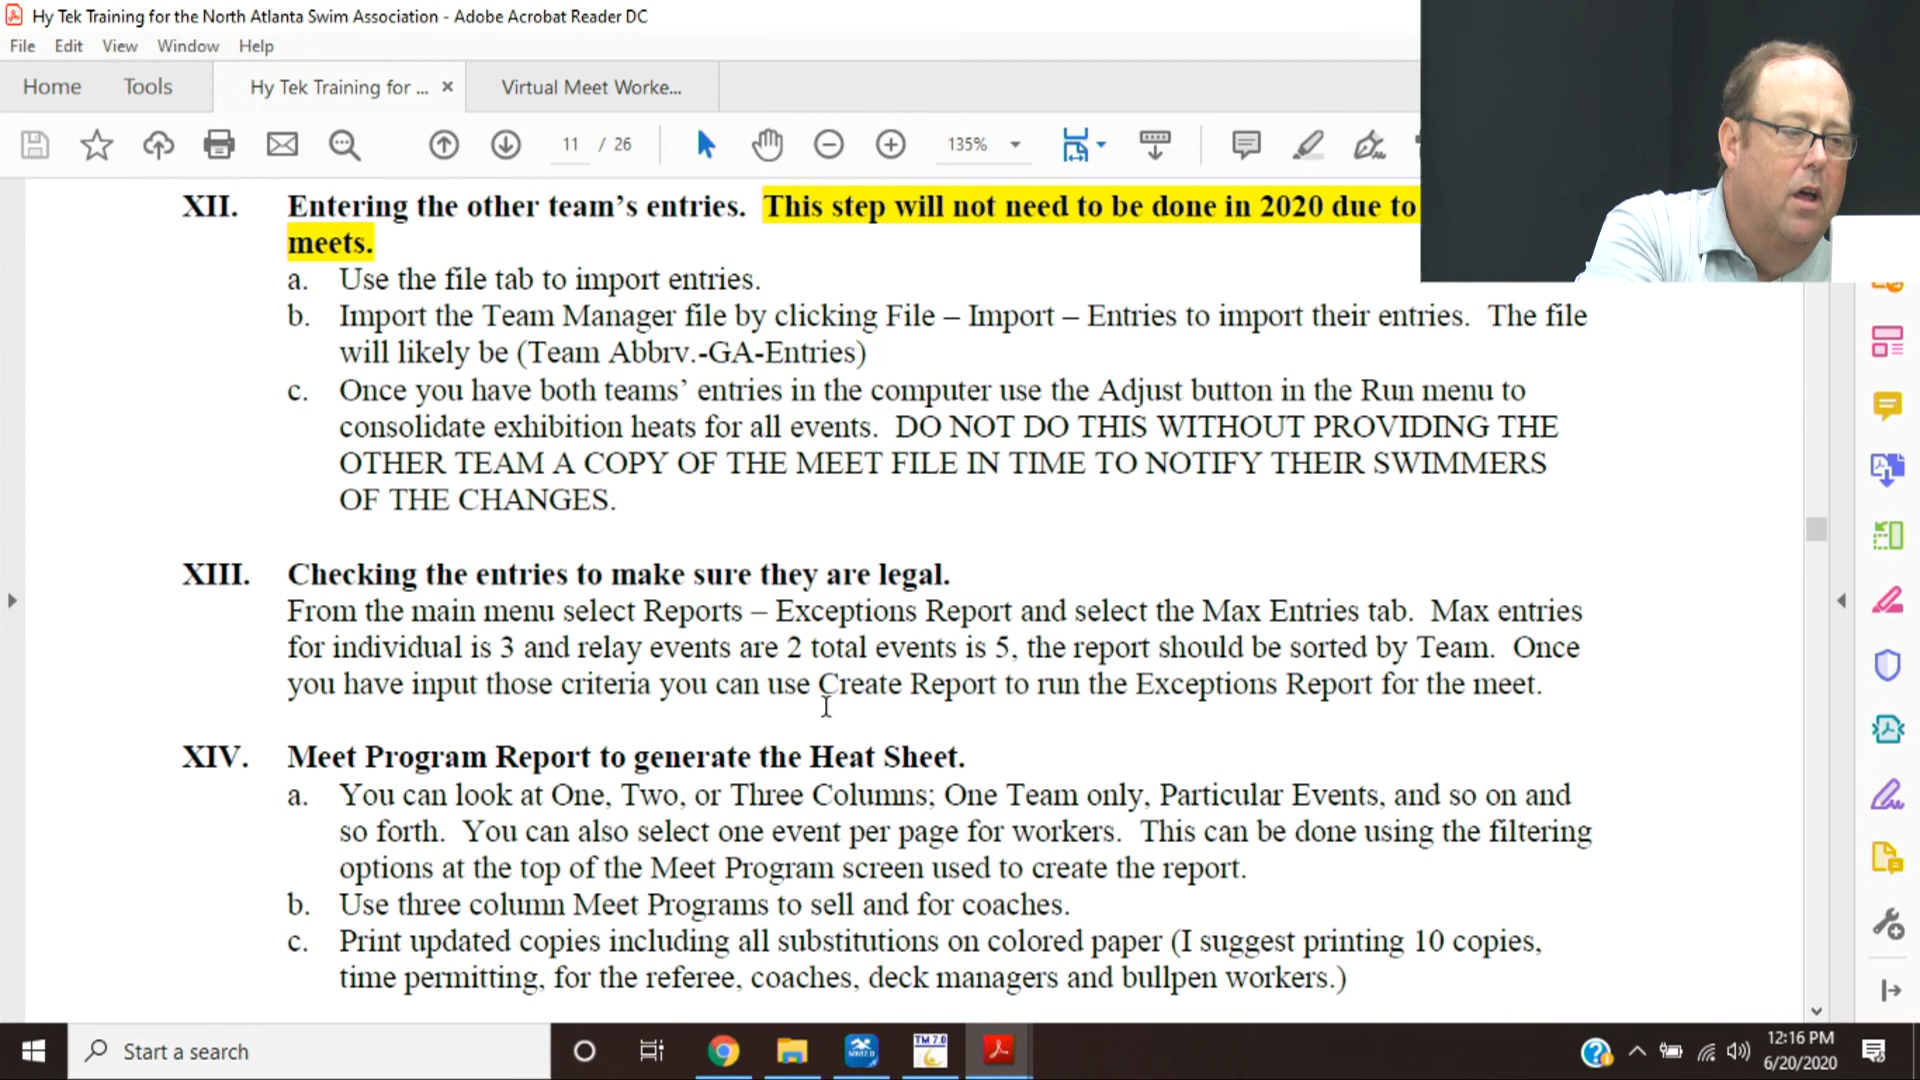 Hy Tek Training for the North Atlanta Swim Association - Adobe Acrobat Reader DC
File Edit View Window Help
Home Tools Hy Tek Training for ... × Virtual Meet Worke...
11 / 26 135%
XII. Entering the other team’s entries. This step will not need to be done in 2020 due to
meets.
a. Use the file tab to import entries.
b. Import the Team Manager file by clicking File – Import – Entries to import their entries. The file
will likely be (Team Abbrv.-GA-Entries)
c. Once you have both teams’ entries in the computer use the Adjust button in the Run menu to
consolidate exhibition heats for all events. DO NOT DO THIS WITHOUT PROVIDING THE
OTHER TEAM A COPY OF THE MEET FILE IN TIME TO NOTIFY THEIR SWIMMERS
OF THE CHANGES.
XIII. Checking the entries to make sure they are legal.
From the main menu select Reports – Exceptions Report and select the Max Entries tab. Max entries
for individual is 3 and relay events are 2 total events is 5, the report should be sorted by Team. Once
you have input those criteria you can use Create Report to run the Exceptions Report for the meet.
XIV. Meet Program Report to generate the Heat Sheet.
a. You can look at One, Two, or Three Columns; One Team only, Particular Events, and so on and
so forth. You can also select one event per page for workers. This can be done using the filtering
options at the top of the Meet Program screen used to create the report.
b. Use three column Meet Programs to sell and for coaches.
c. Print updated copies including all substitutions on colored paper (I suggest printing 10 copies,
time permitting, for the referee, coaches, deck managers and bullpen workers.)
Start a search
MM7.0
TM 7.0
12:16 PM
6/20/2020